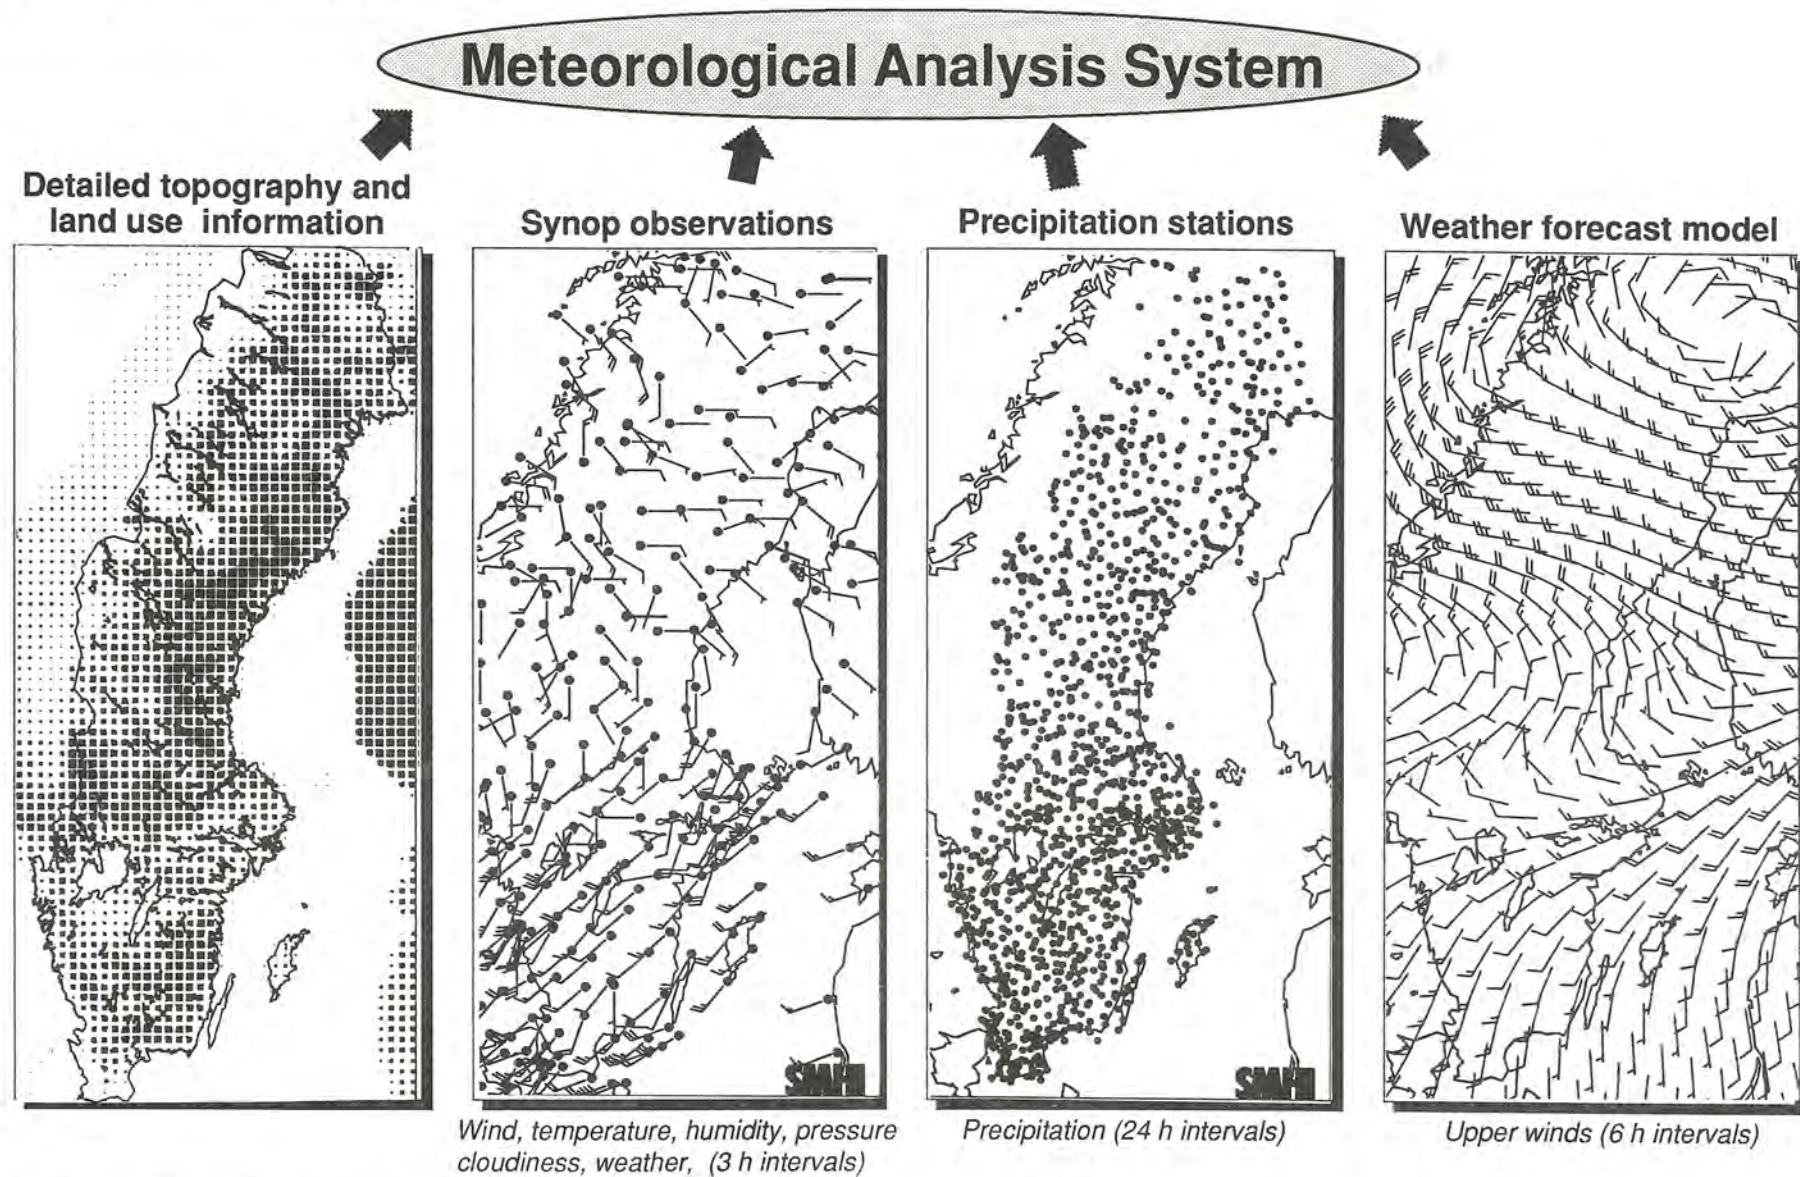 Meteorological Analysis System
Detailed topography and
land use information
Synop observations
Precipitation stations
Weather forecast model
SMHI
SMHI
Wind, temperature, humidity, pressure
cloudiness, weather, (3 h intervals)
Precipitation (24 h intervals)
Upper winds (6 h intervals)